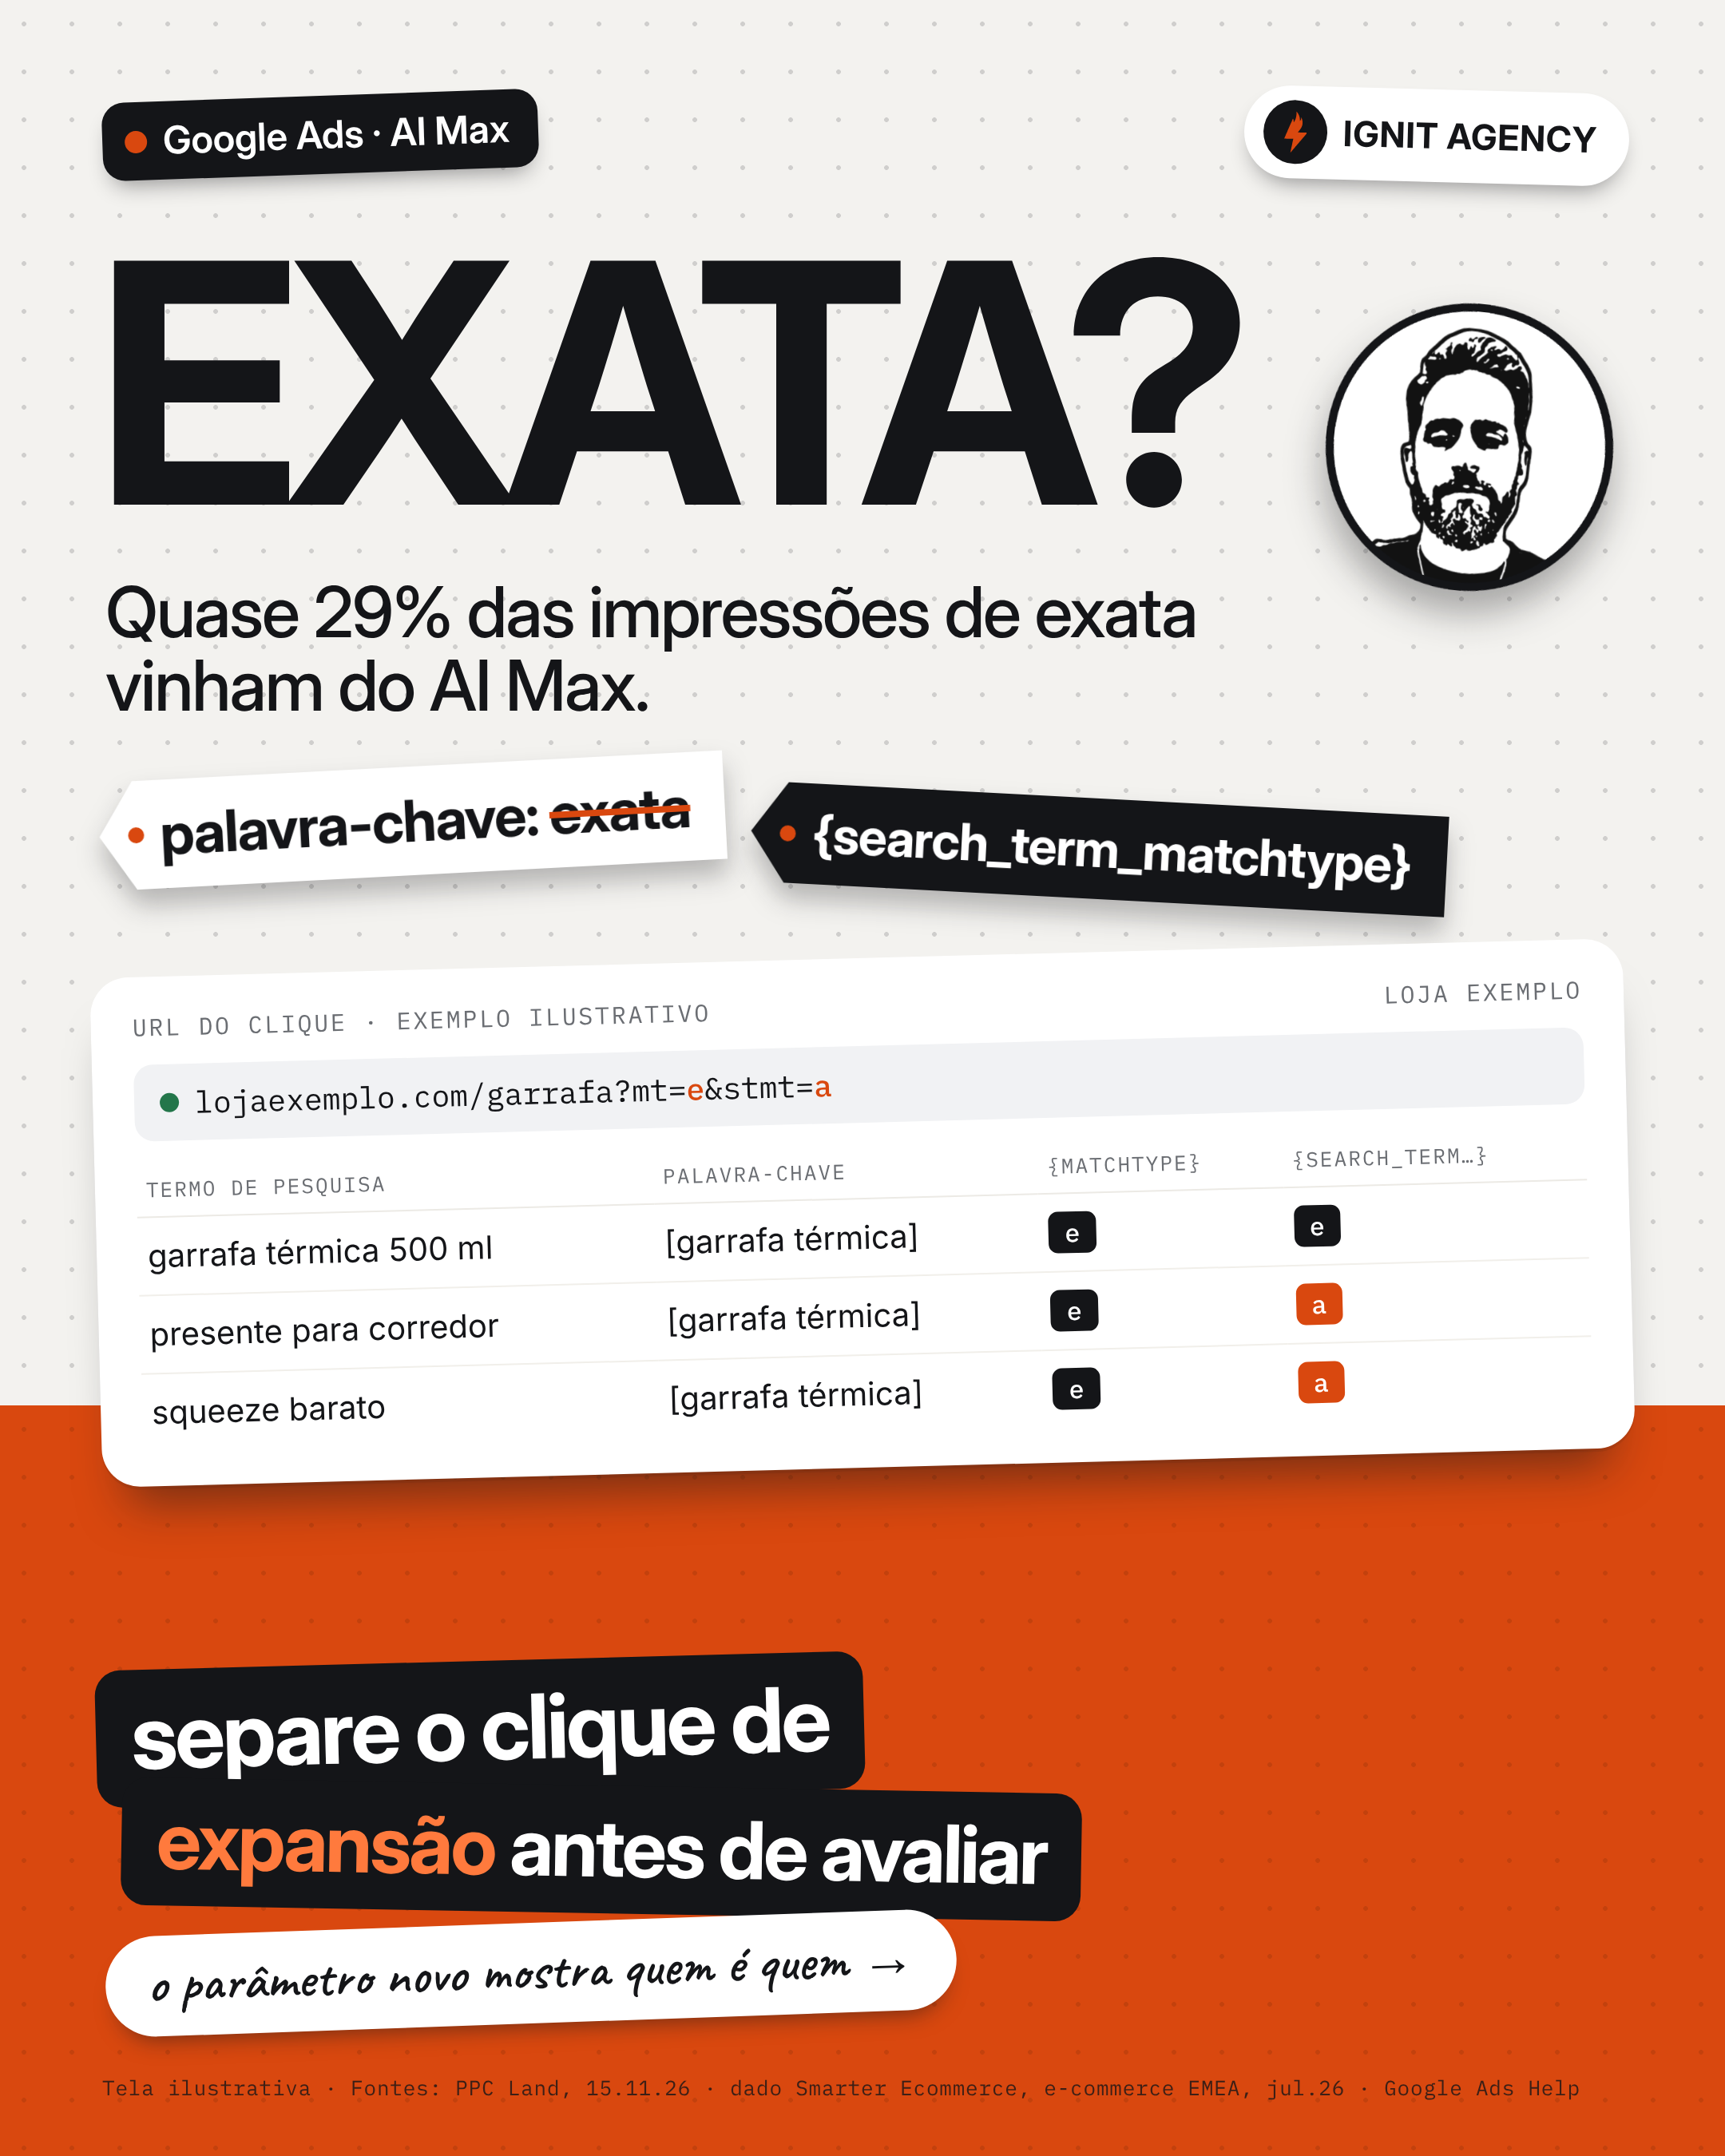 Google Ads · AI Max
IGNIT AGENCY
EXATA?
Quase 29% das impressões de exata
vinham do AI Max.
palavra-chave: exata
{search_term_matchtype}
URL DO CLIQUE · EXEMPLO ILUSTRATIVO
LOJA EXEMPLO
lojaexemplo.com/garrafa?mt=e&stmt=a
TERMO DE PESQUISA PALAVRA-CHAVE {MATCHTYPE} {SEARCH_TERM…}
garrafa térmica 500 ml [garrafa térmica] e e
presente para corredor [garrafa térmica] e a
squeeze barato [garrafa térmica] e a
separe o clique de
expansão antes de avaliar
o parâmetro novo mostra quem é quem →
Tela ilustrativa · Fontes: PPC Land, 15.11.26 · dado Smarter Ecommerce, e-commerce EMEA, jul.26 · Google Ads Help